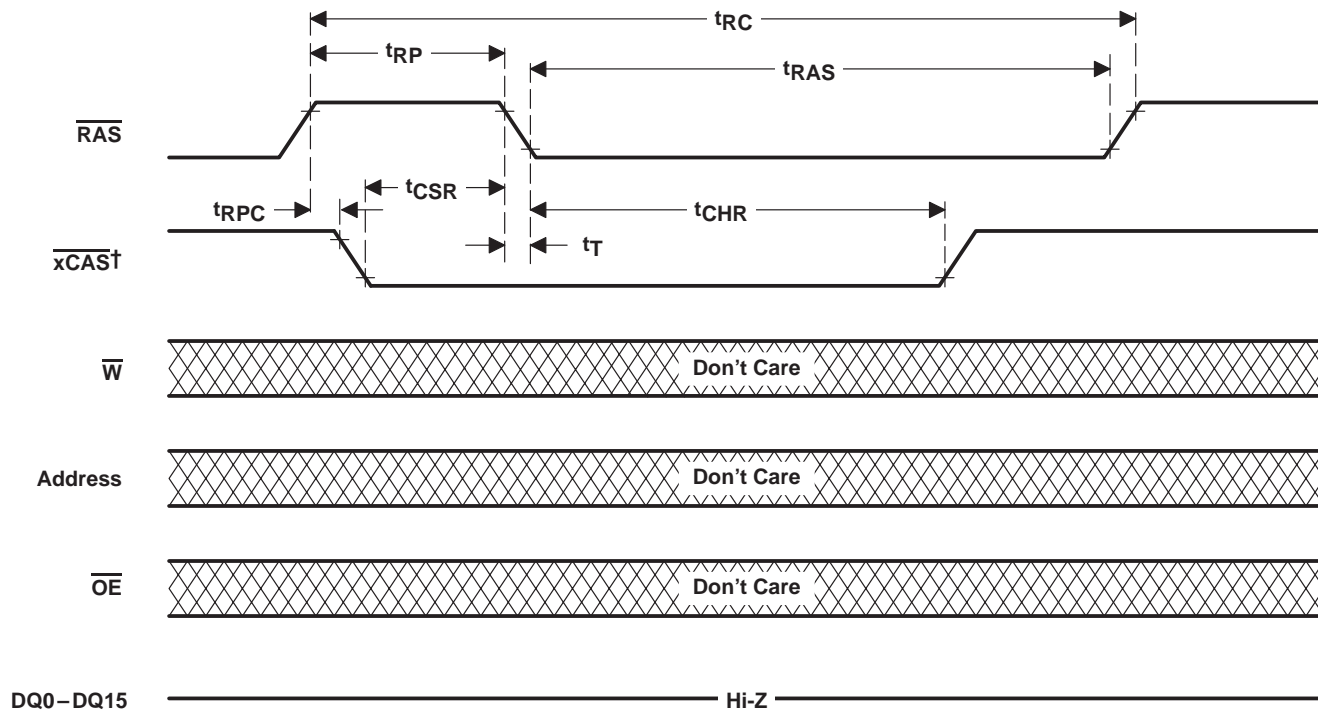 tRC
tRP
tRAS
RAS
tCSR
tRPC
tCHR
xCAS†
tT
W
Don't Care
Address
Don't Care
OE
Don't Care
DQ0–DQ15
Hi-Z